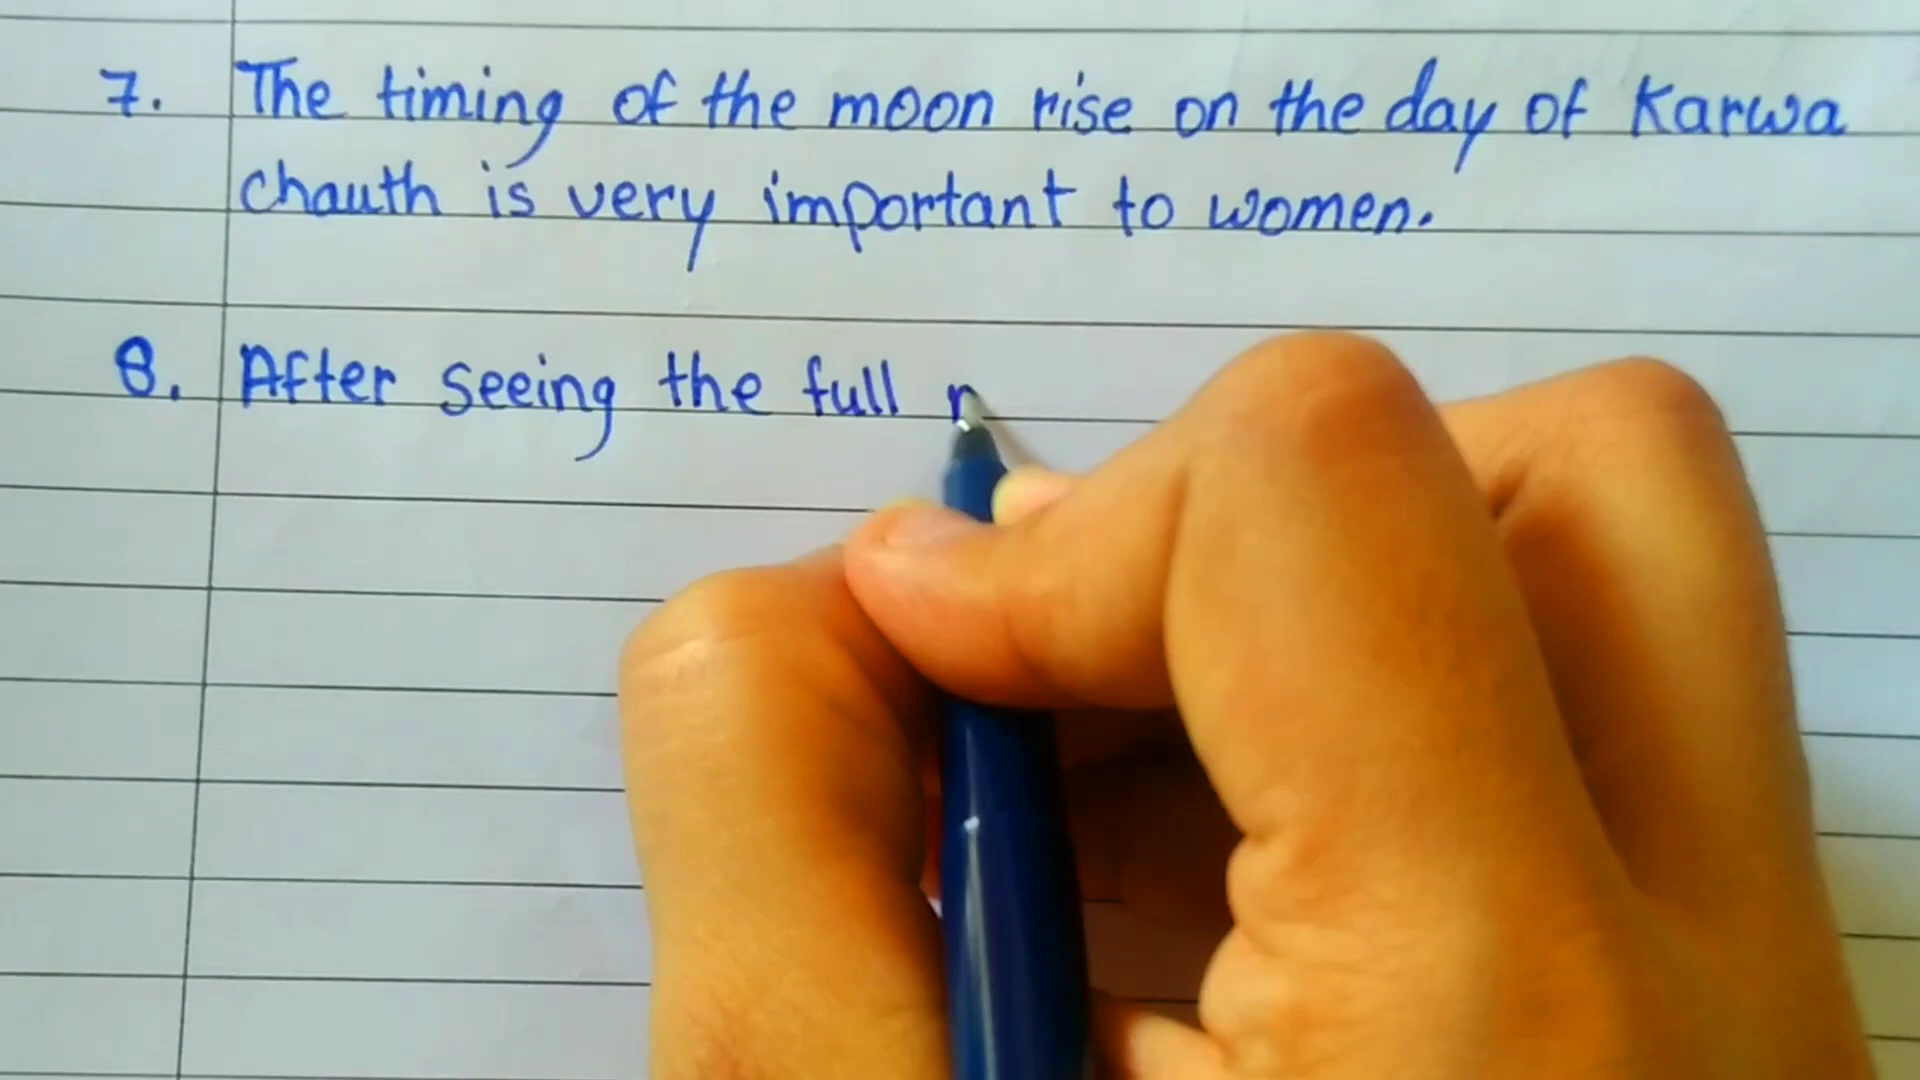 7. The timing of the moon rise on the day of Karwa
chauth is very important to women.
8. After seeing the full